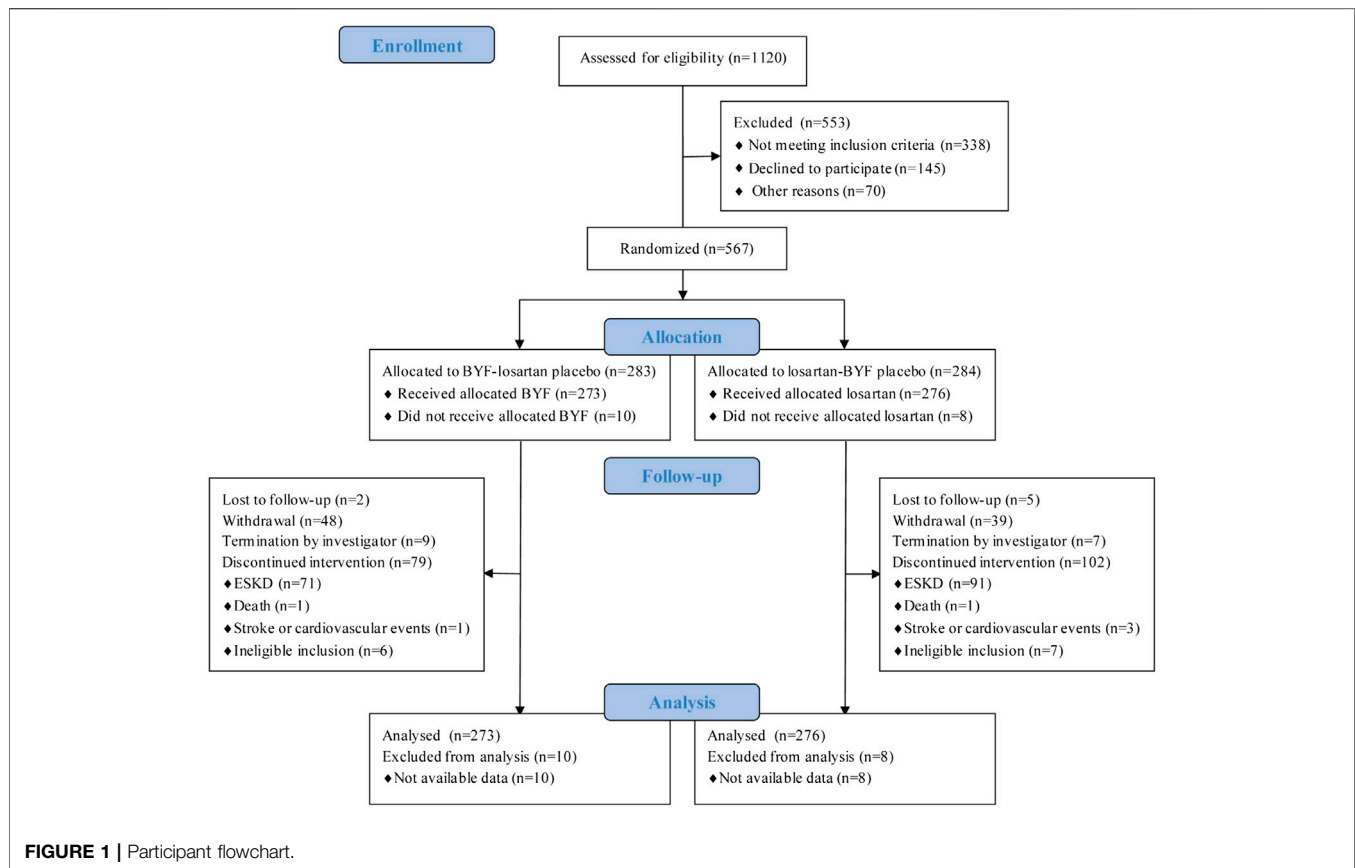 Enrollment
Assessed for eligibility (n=1120)
Excluded (n=553)
♦ Not meeting inclusion criteria (n=338)
♦ Declined to participate (n=145)
♦ Other reasons (n=70)
Randomized (n=567)
Allocation
Allocated to BYF-losartan placebo (n=283)
♦ Received allocated BYF (n=273)
♦ Did not receive allocated BYF (n=10)
Allocated to losartan-BYF placebo (n=284)
♦ Received allocated losartan (n=276)
♦ Did not receive allocated losartan (n=8)
Follow-up
Lost to follow-up (n=2)
Withdrawal (n=48)
Termination by investigator (n=9)
Discontinued intervention (n=79)
♦ESKD (n=71)
♦Death (n=1)
♦Stroke or cardiovascular events (n=1)
♦Ineligible inclusion (n=6)
Lost to follow-up (n=5)
Withdrawal (n=39)
Termination by investigator (n=7)
Discontinued intervention (n=102)
♦ESKD (n=91)
♦Death (n=1)
♦Stroke or cardiovascular events (n=3)
♦Ineligible inclusion (n=7)
Analysis
Analysed (n=273)
Excluded from analysis (n=10)
♦Not available data (n=10)
Analysed (n=276)
Excluded from analysis (n=8)
♦Not available data (n=8)
FIGURE 1 | Participant flowchart.